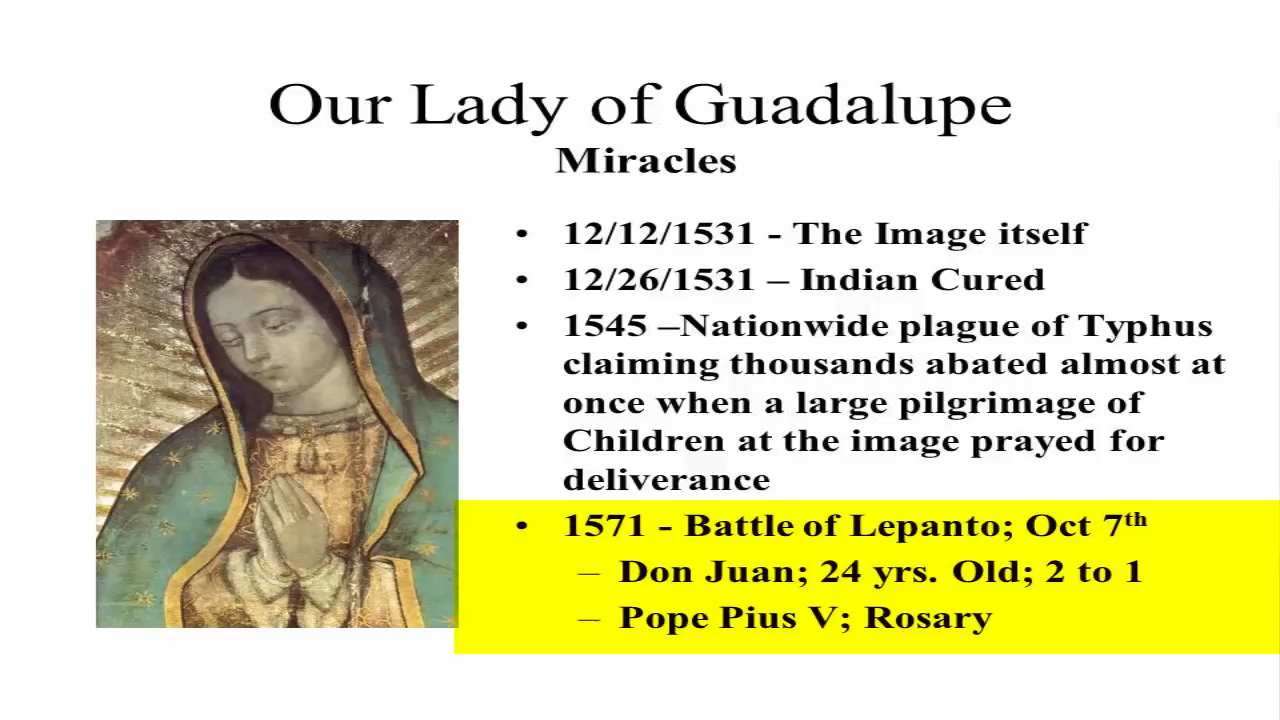 Our Lady of Guadalupe
Miracles
• 12/12/1531 - The Image itself
• 12/26/1531 – Indian Cured
• 1545 –Nationwide plague of Typhus
claiming thousands abated almost at
once when a large pilgrimage of
Children at the image prayed for
deliverance
• 1571 - Battle of Lepanto; Oct 7th
– Don Juan; 24 yrs. Old; 2 to 1
– Pope Pius V; Rosary